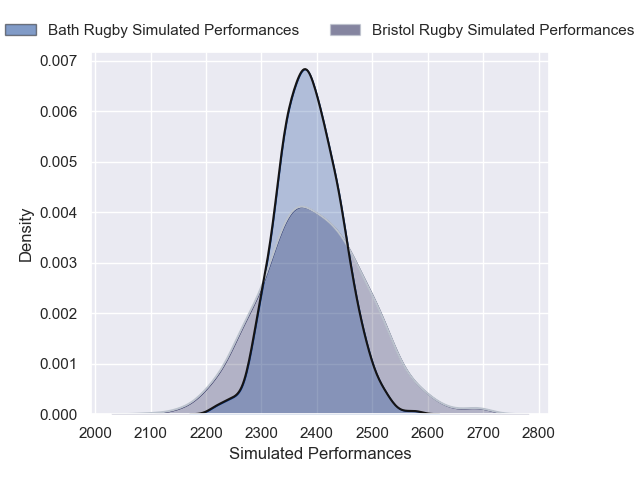 Bath Rugby Simulated Performances Bristol Rugby Simulated Performances
0.007
0.006
0.005
0.004
0.003
0.002
0.001
0.000
Density
2000 2100 2200 2300 2400 2500 2600 2700 2800
Simulated Performances